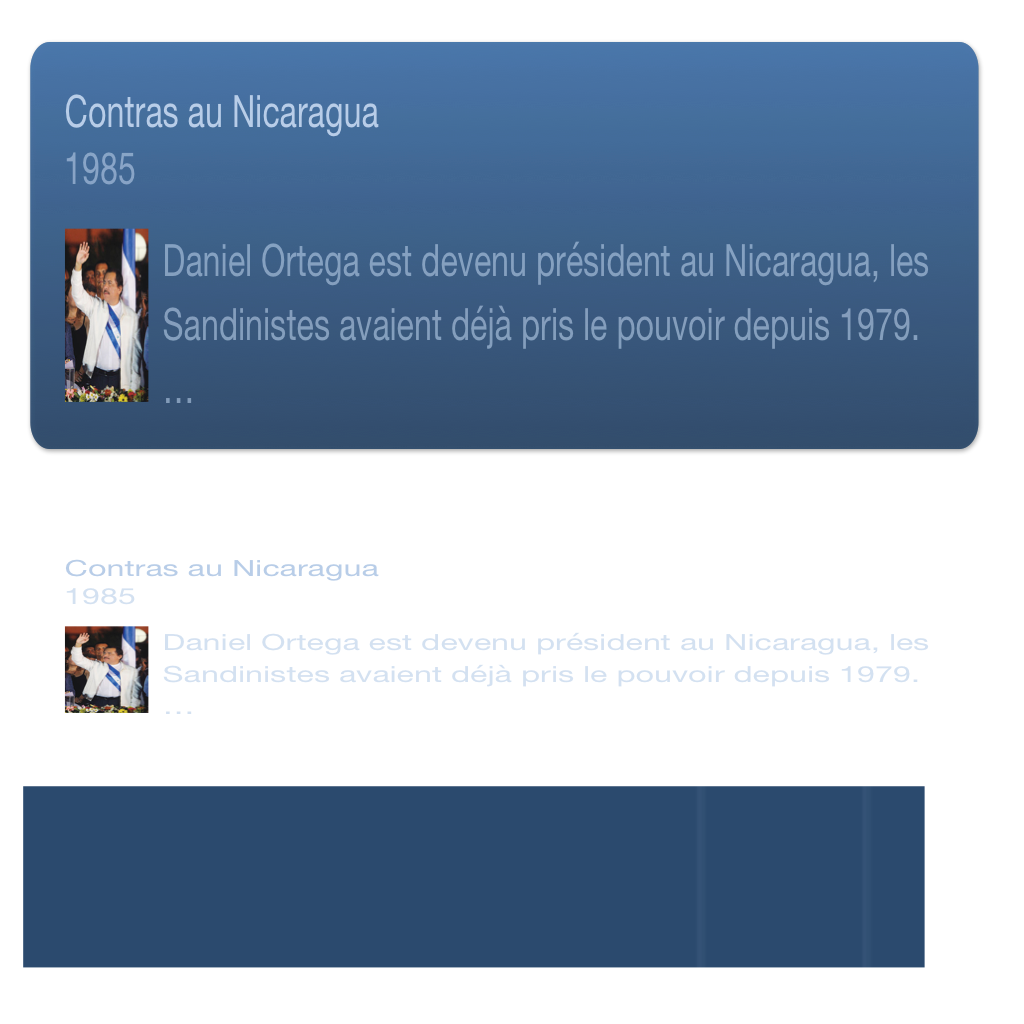 Contras au Nicaragua
1985
Daniel Ortega est devenu président au Nicaragua, les
Sandinistes avaient déjà pris le pouvoir depuis 1979.
...
Contras au Nicaragua
1985
Daniel Ortega est devenu président au Nicaragua, les
Sandinistes avaient déjà pris le pouvoir depuis 1979.
...